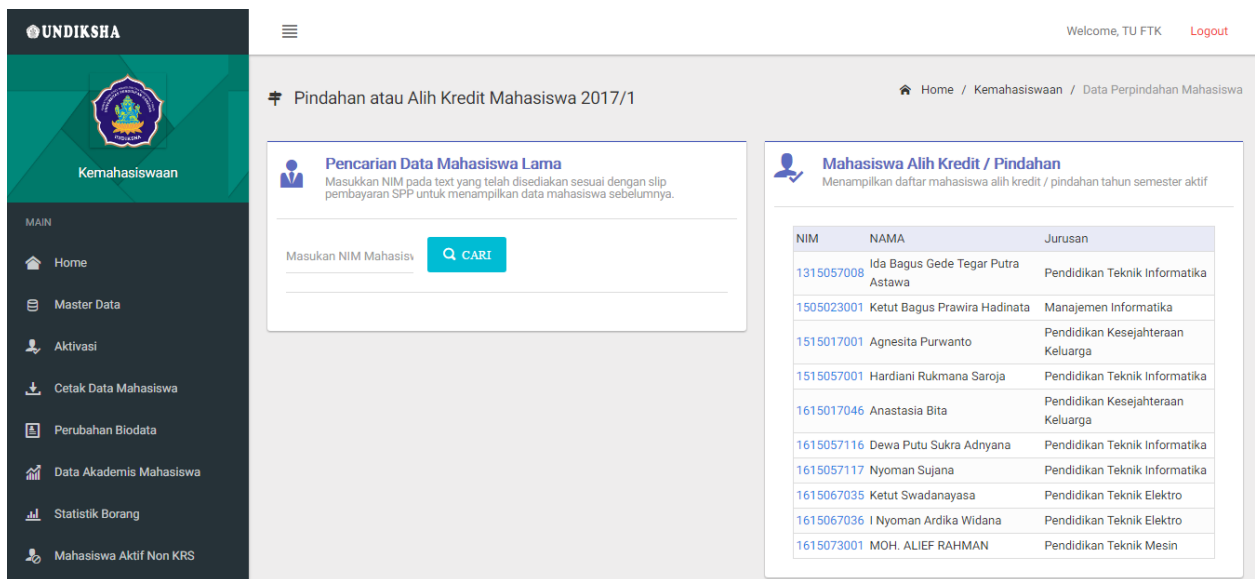 UNDIKSHA
Welcome, TU FTK Logout
Kemahasiswaan
MAIN
Home
Master Data
Aktivasi
Cetak Data Mahasiswa
Perubahan Biodata
Data Akademis Mahasiswa
Statistik Borang
Mahasiswa Aktif Non KRS
Pindahan atau Alih Kredit Mahasiswa 2017/1
Home / Kemahasiswaan / Data Perpindahan Mahasiswa
Pencarian Data Mahasiswa Lama
Masukkan NIM pada text yang telah disediakan sesuai dengan slip
pembayaran SPP untuk menampilkan data mahasiswa sebelumnya.
Masukan NIM Mahasisv
CARI
Mahasiswa Alih Kredit / Pindahan
Menampilkan daftar mahasiswa alih kredit / pindahan tahun semester aktif
NIM NAMA Jurusan
1315057008 Ida Bagus Gede Tegar Putra
Astawa Pendidikan Teknik Informatika
1505023001 Ketut Bagus Prawira Hadinata Manajemen Informatika
1515017001 Agnesita Purwanto Pendidikan Kesejahteraan
Keluarga
1515057001 Hardiani Rukmana Saroja Pendidikan Teknik Informatika
1615017046 Anastasia Bita Pendidikan Kesejahteraan
Keluarga
1615057116 Dewa Putu Sukra Adnyana Pendidikan Teknik Informatika
1615057117 Nyoman Sujana Pendidikan Teknik Informatika
1615067035 Ketut Swadanayasa Pendidikan Teknik Elektro
1615067036 I Nyoman Ardika Widana Pendidikan Teknik Elektro
1615073001 MOH. ALIEF RAHMAN Pendidikan Teknik Mesin